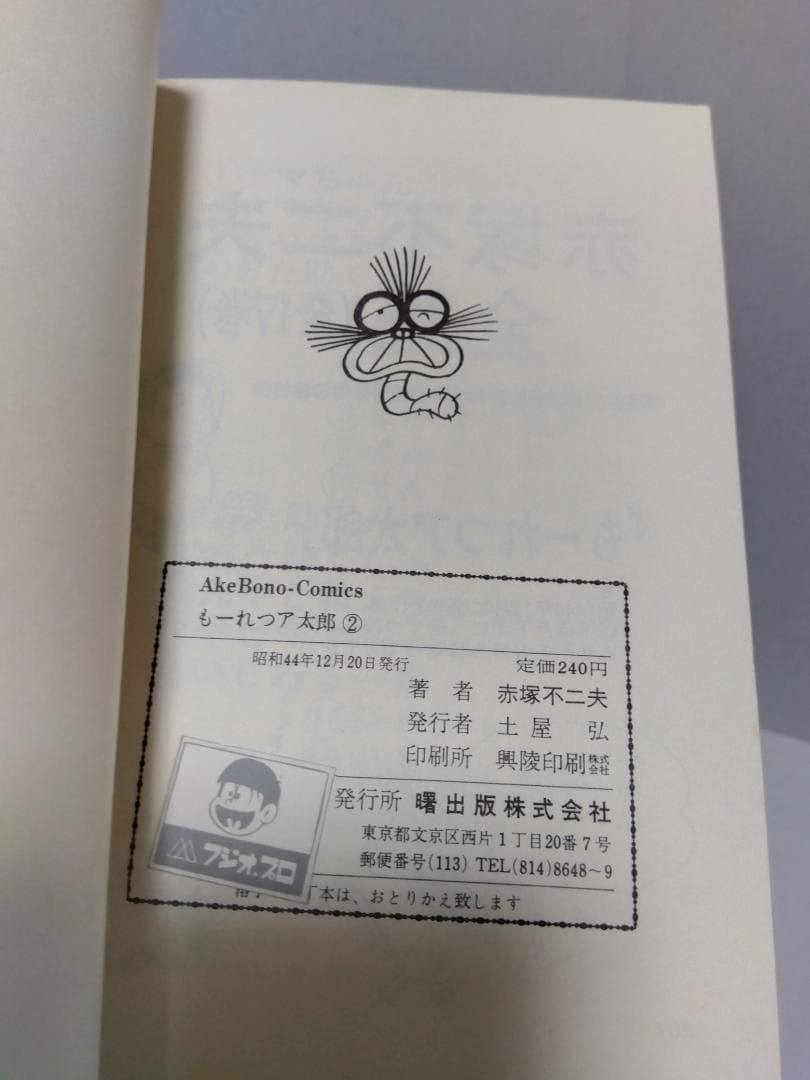 AkeBono-Comics
もーれつア太郎②
昭和44年12月20日発行 定価240円
著者 赤塚不二夫
発行者 土屋 弘
印刷所 興陵印刷株式会社
発行所 曙出版株式会社
東京都文京区西片1丁目20番7号
郵便番号(113) TEL(814)8648〜9
フジオ・プロ
本は、おとりかえ致します